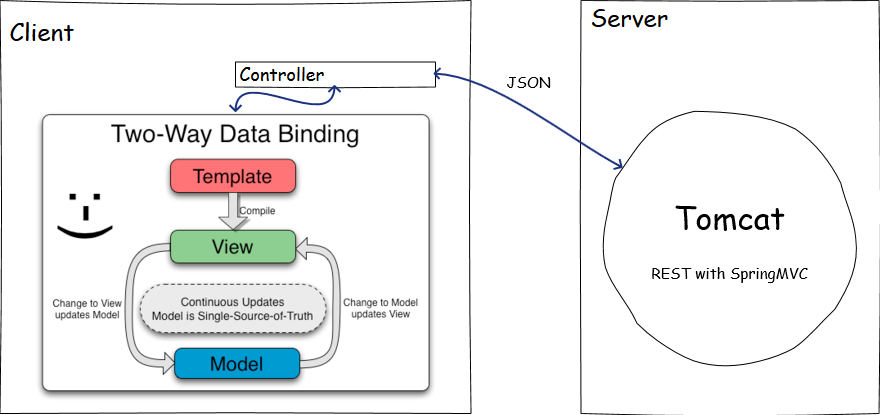 Client
Server
Controller
JSON
Two-Way Data Binding
Template
Compile
View
Change to View
updates Model
Continuous Updates
Model is Single-Source-of-Truth
Change to Model
updates View
Model
Tomcat
REST with SpringMVC